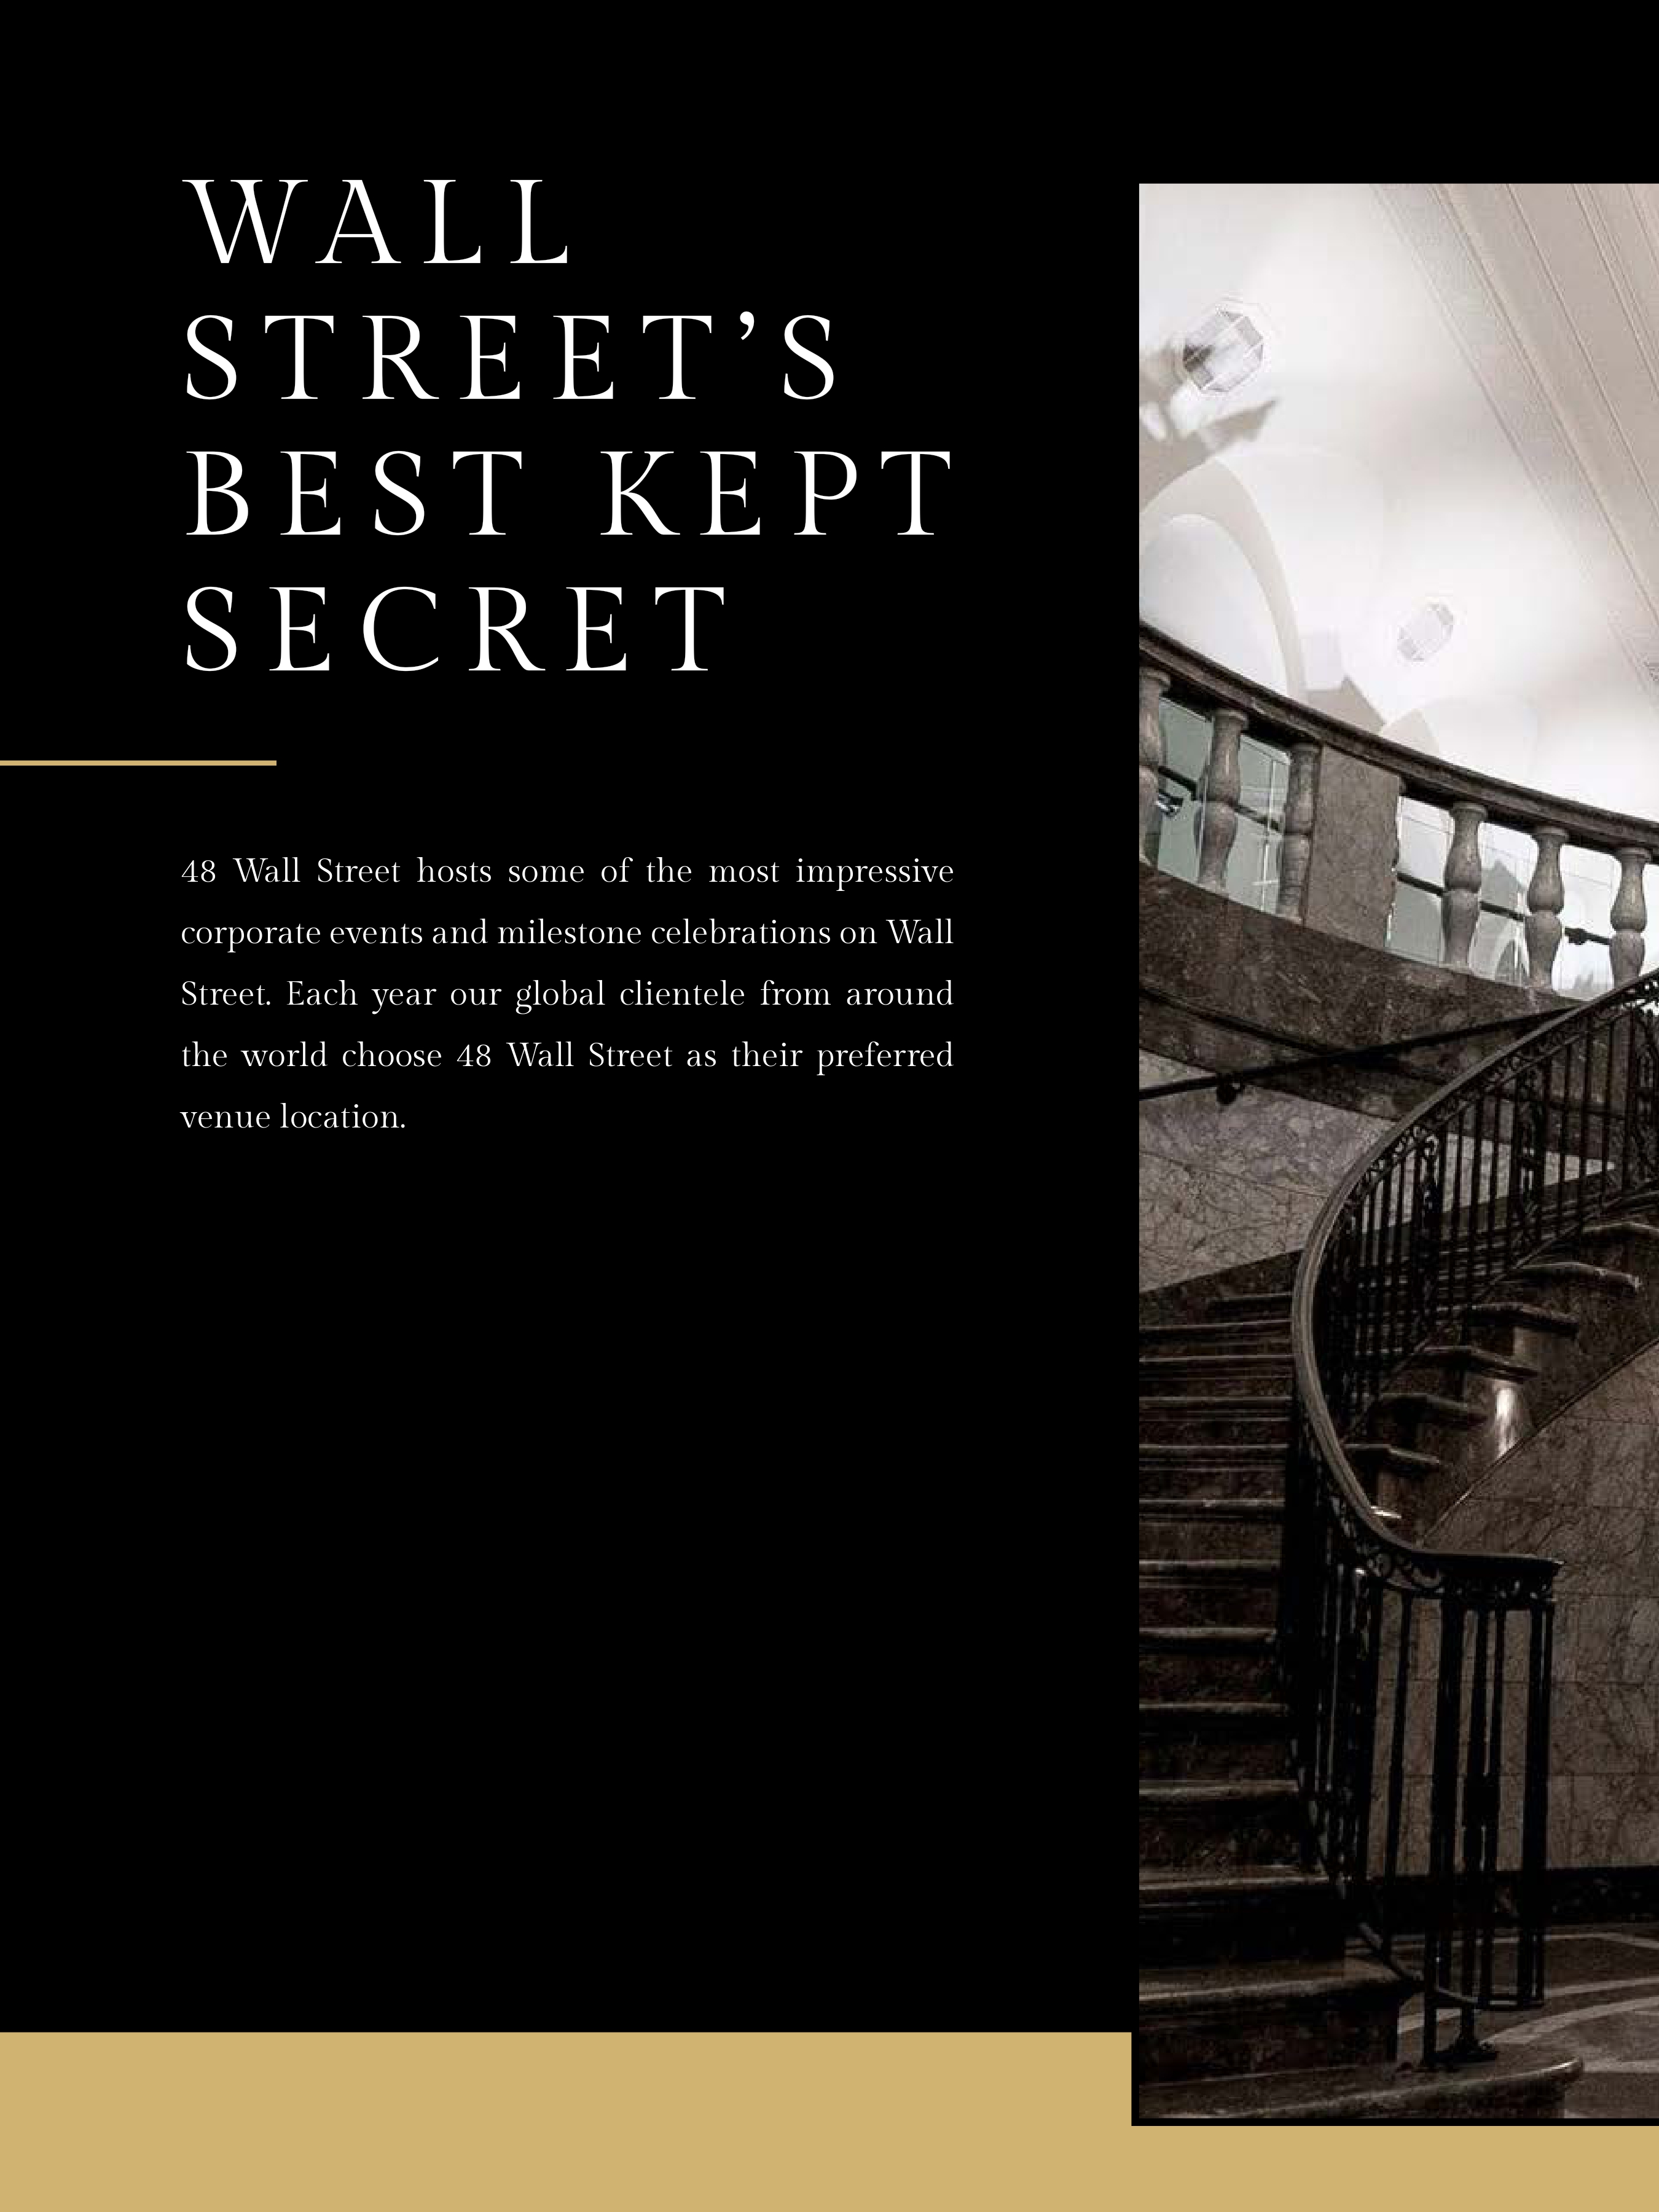 WALL
STREET’S
BEST KEPT
SECRET
48 Wall Street hosts some of the most impressive
corporate events and milestone celebrations on Wall
Street. Each year our global clientele from around
the world choose 48 Wall Street as their preferred
venue location.